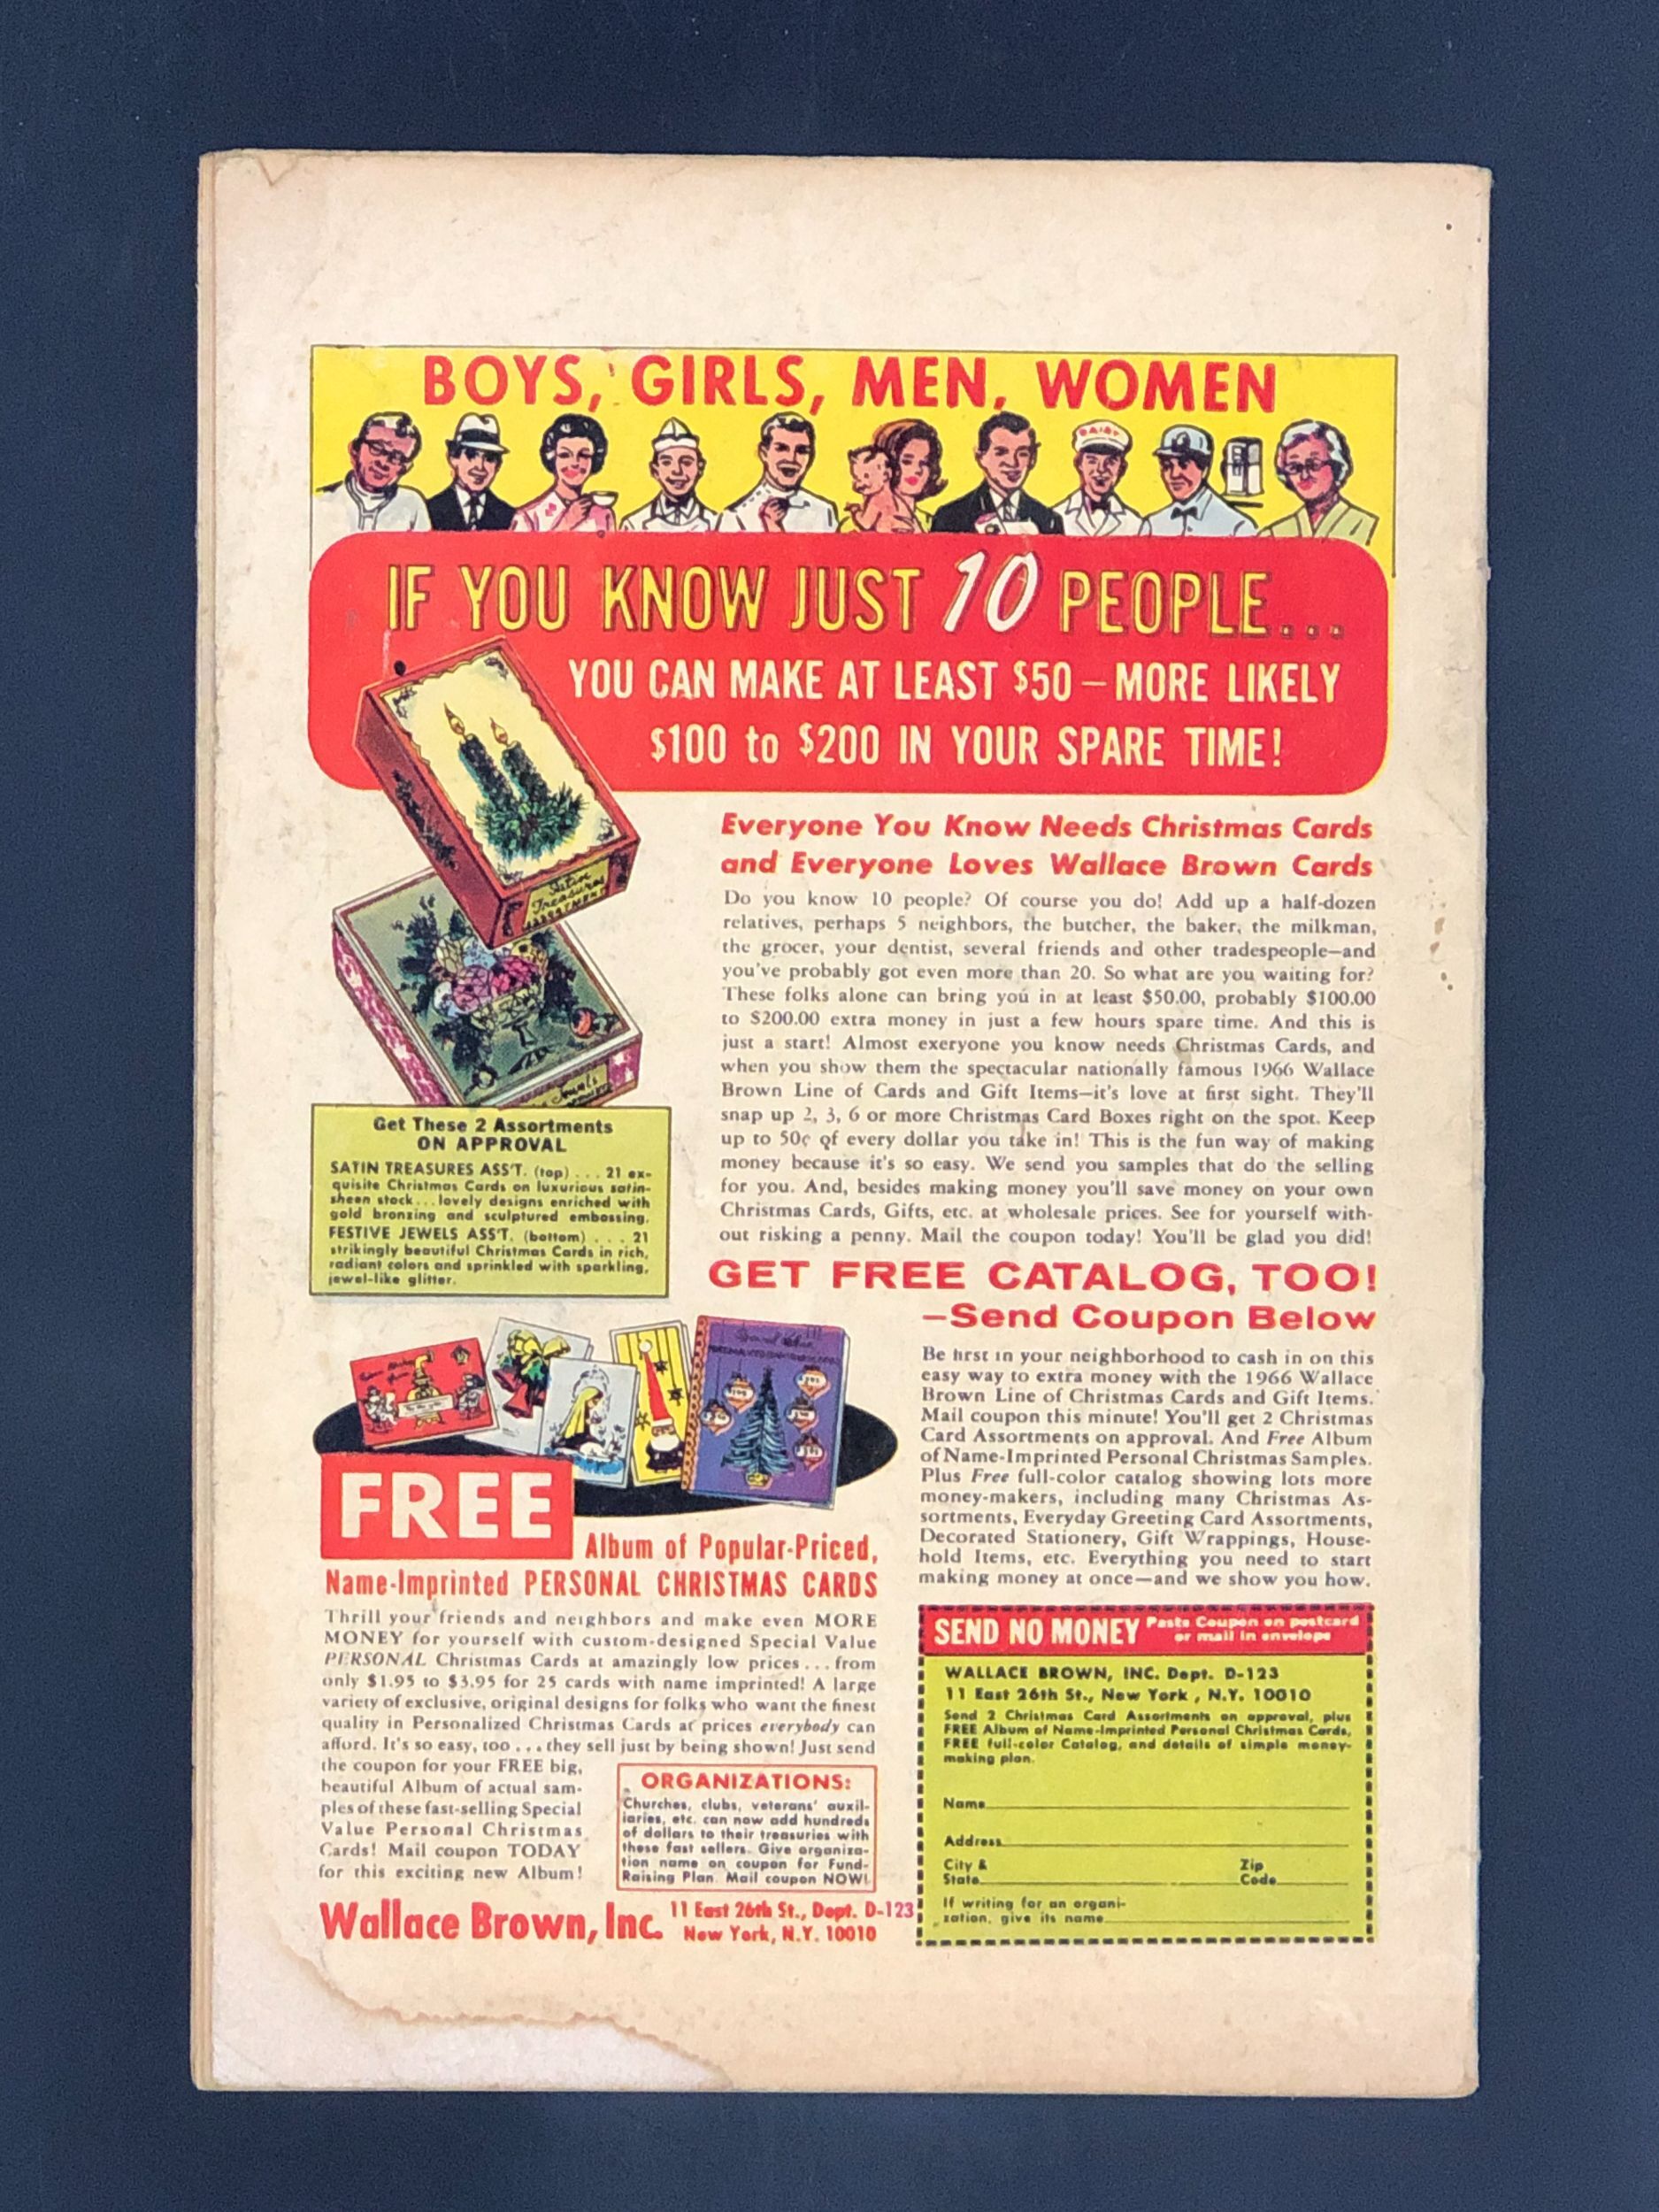 BOYS, GIRLS, MEN, WOMEN
DAIRY
IF YOU KNOW JUST 10 PEOPLE...
YOU CAN MAKE AT LEAST $50 – MORE LIKELY
$100 to $200 IN YOUR SPARE TIME!
Satin
Treasures
ASSORTMENT
Jewels
Get These 2 Assortments
ON APPROVAL
SATIN TREASURES ASS'T. (top) . . . 21 ex-
quisite Christmas Cards on luxurious satin-
sheen stock...lovely designs enriched with
gold bronzing and sculptured embossing.
FESTIVE JEWELS ASS'T. (bottom) . . . 21
strikingly beautiful Christmas Cards in rich,
radiant colors and sprinkled with sparkling,
jewel-like glitter.
Everyone You Know Needs Christmas Cards
and Everyone Loves Wallace Brown Cards
Do you know 10 people? Of course you do! Add up a half-dozen
relatives, perhaps 5 neighbors, the butcher, the baker, the milkman,
the grocer, your dentist, several friends and other tradespeople—and
you've probably got even more than 20. So what are you waiting for?
These folks alone can bring you in at least $50.00, probably $100.00
to $200.00 extra money in just a few hours spare time. And this is
just a start! Almost exeryone you know needs Christmas Cards, and
when you show them the spectacular nationally famous 1966 Wallace
Brown Line of Cards and Gift Items—it's love at first sight. They'll
snap up 2, 3, 6 or more Christmas Card Boxes right on the spot. Keep
up to 50¢ of every dollar you take in! This is the fun way of making
money because it's so easy. We send you samples that do the selling
for you. And, besides making money you'll save money on your own
Christmas Cards, Gifts, etc. at wholesale prices. See for yourself with-
out risking a penny. Mail the coupon today! You'll be glad you did!
GET FREE CATALOG, TOO!
—Send Coupon Below
Be first in your neighborhood to cash in on this
easy way to extra money with the 1966 Wallace
Brown Line of Christmas Cards and Gift Items.
Mail coupon this minute! You'll get 2 Christmas
Card Assortments on approval. And Free Album
of Name-Imprinted Personal Christmas Samples.
Plus Free full-color catalog showing lots more
money-makers, including many Christmas As-
sortments, Everyday Greeting Card Assortments,
Decorated Stationery, Gift Wrappings, House-
hold Items, etc. Everything you need to start
making money at once—and we show you how.
FREE
Album of Popular-Priced,
Name-Imprinted PERSONAL CHRISTMAS CARDS
Thrill your friends and neighbors and make even MORE
MONEY for yourself with custom-designed Special Value
PERSONAL Christmas Cards at amazingly low prices...from
only $1.95 to $3.95 for 25 cards with name imprinted! A large
variety of exclusive, original designs for folks who want the finest
quality in Personalized Christmas Cards at prices everybody can
afford. It's so easy, too ... they sell just by being shown! Just send
the coupon for your FREE big,
beautiful Album of actual sam-
ples of these fast-selling Special
Value Personal Christmas
Cards! Mail coupon TODAY
for this exciting new Album!
ORGANIZATIONS:
Churches, clubs, veterans' auxil-
iaries, etc. can now add hundreds
of dollars to their treasuries with
these fast sellers. Give organiza-
tion name on coupon for Fund-
Raising Plan. Mail coupon NOW!
Wallace Brown, Inc. 11 East 26th St., Dept. D-123
New York, N.Y. 10010
SEND NO MONEY Paste Coupon on postcard
or mail in envelope
WALLACE BROWN, INC. Dept. D-123
11 East 26th St., New York , N.Y. 10010
Send 2 Christmas Card Assortments on approval, plus
FREE Album of Name-Imprinted Personal Christmas Cards,
FREE full-color Catalog, and details of simple money-
making plan.
Name
Address
City &
State
Zip
Code
If writing for an organi-
zation, give its name